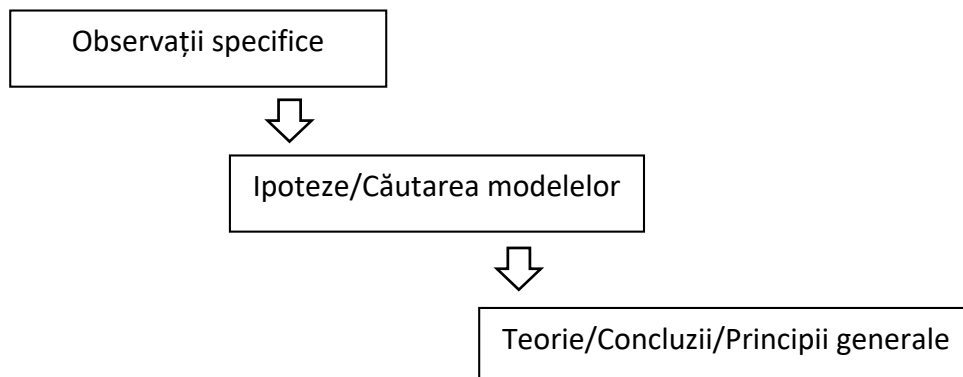 Observații specifice
Ipoteze/Căutarea modelelor
Teorie/Concluzii/Principii generale